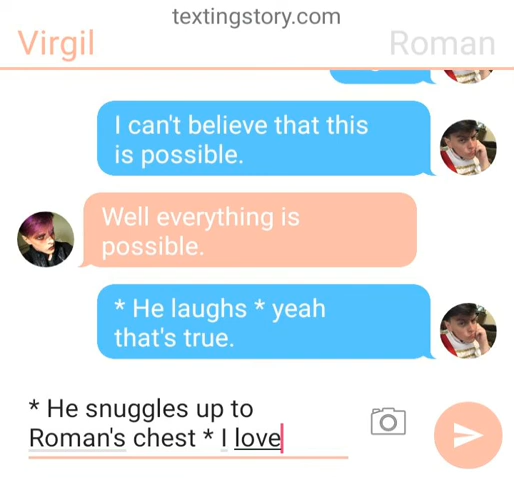 textingstory.com
Virgil
Roman
I can't believe that this
is possible.
Well everything is
possible.
* He laughs * yeah
that's true.
* He snuggles up to
Roman's chest * I love